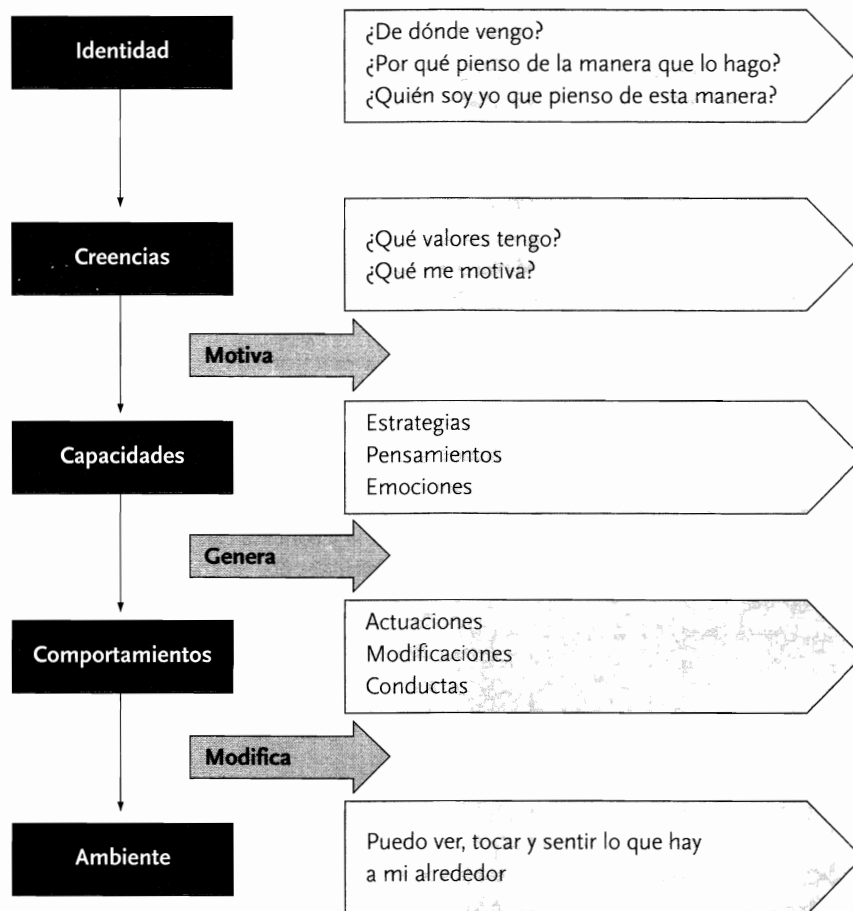 Identidad
¿De dónde vengo?
¿Por qué pienso de la manera que lo hago?
¿Quién soy yo que pienso de esta manera?
Creencias
¿Qué valores tengo?
¿Qué me motiva?
Motiva
Capacidades
Estrategias
Pensamientos
Emociones
Genera
Comportamientos
Actuaciones
Modificaciones
Conductas
Modifica
Ambiente
Puedo ver, tocar y sentir lo que hay
a mi alrededor